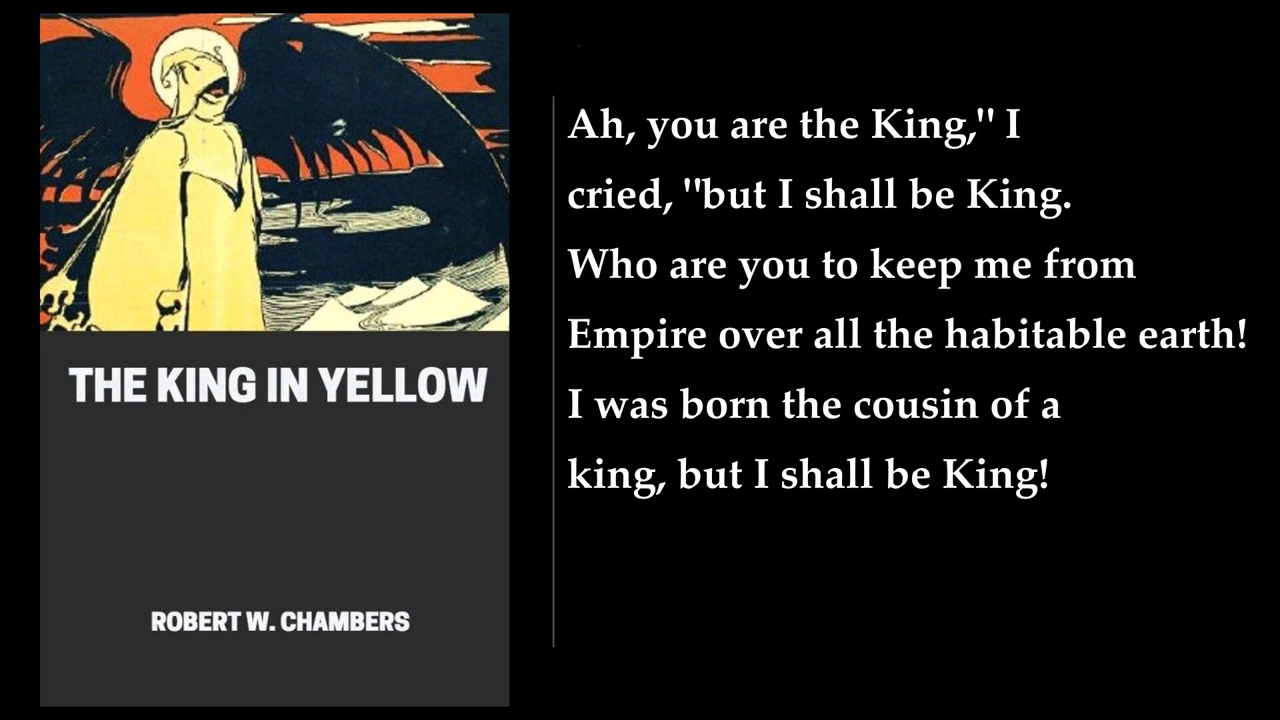 THE KING IN YELLOW
ROBERT W. CHAMBERS
Ah, you are the King," I
cried, "but I shall be King.
Who are you to keep me from
Empire over all the habitable earth!
I was born the cousin of a
king, but I shall be King!